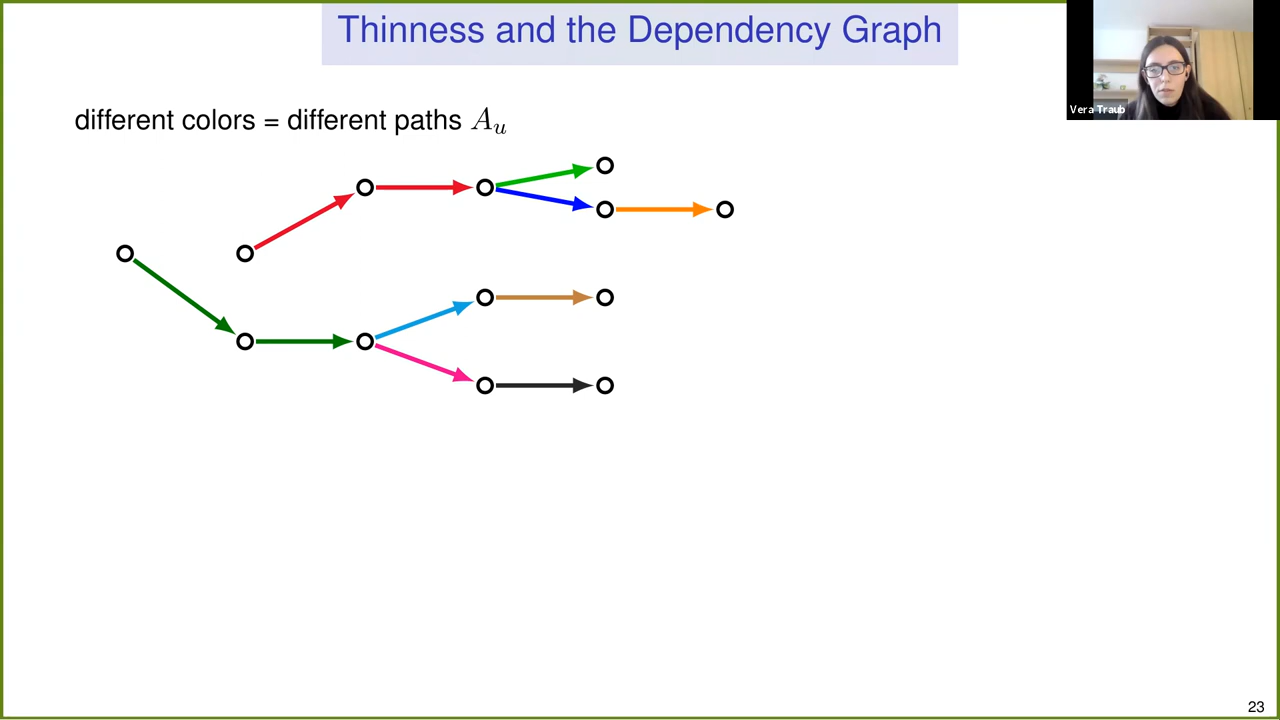 Thinness and the Dependency Graph
Vera Traub
different colors = different paths $A_u$
23